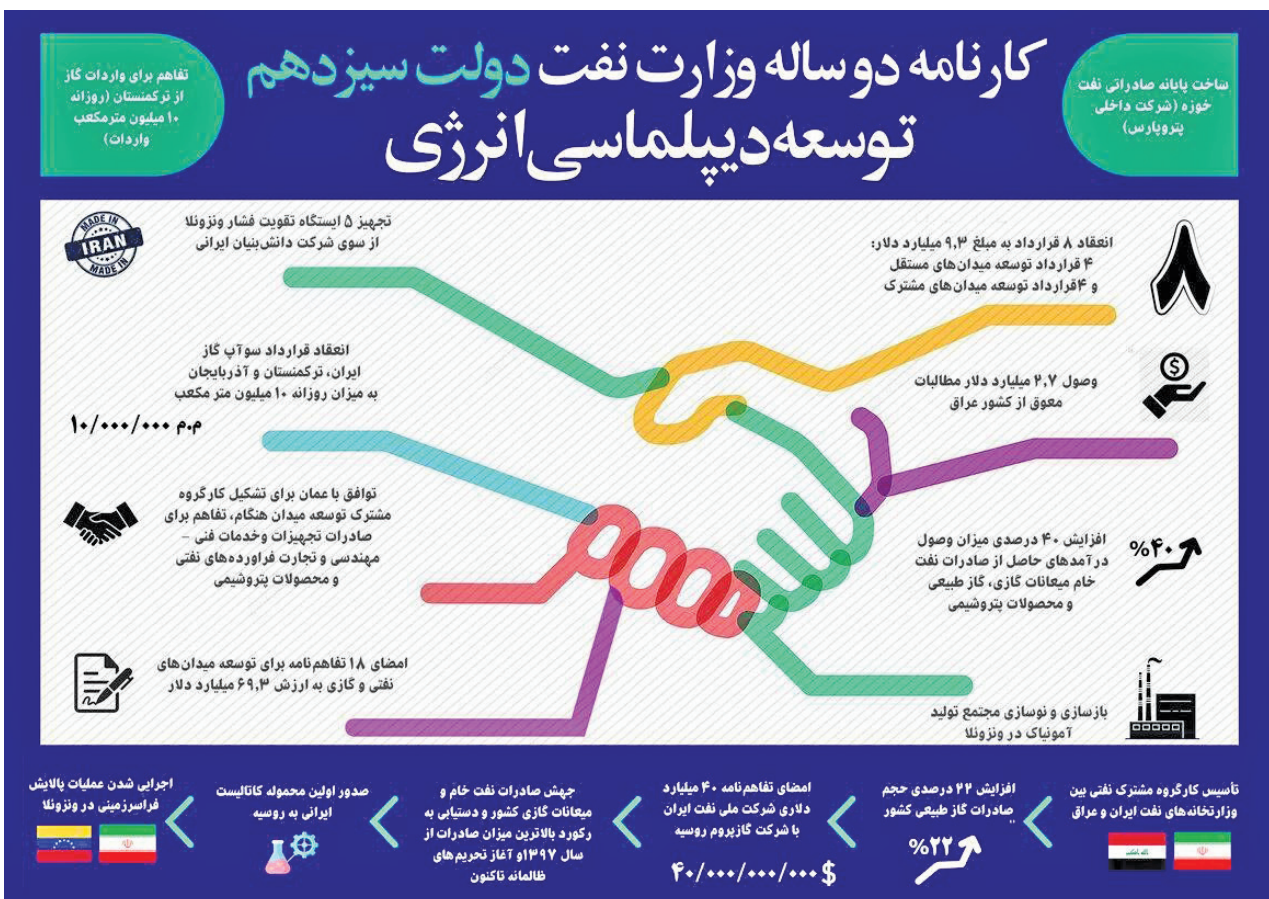 کارنامه دو ساله وزارت نفت دولت سیزدهم
توسعه دیپلماسی انرژی
ساخت پایانه صادراتی نفت
خوزه (شرکت داخلی
پتروپارس)
تفاهم برای واردات گاز
از ترکمنستان (روزانه
۱۰ میلیون مترمکعب
واردات)
۸
انعقاد ۸ قرارداد به مبلغ ۹,۳ میلیارد دلار:
۴ قرارداد توسعه میدان‌های مستقل
و ۴قرارداد توسعه میدان‌های مشترک
$
وصول ۲,۷ میلیارد دلار مطالبات
معوق از کشور عراق
%۴۰
افزایش ۴۰ درصدی میزان وصول
درآمدهای حاصل از صادرات نفت
خام میعانات گازی، گاز طبیعی
و محصولات پتروشیمی
بازسازی و نوسازی مجتمع تولید
آمونیاک در ونزوئلا
MADE IN
IRAN
MADE IN
تجهیز ۵ ایستگاه تقویت فشار ونزوئلا
از سوی شرکت دانش‌بنیان ایرانی
انعقاد قرارداد سوآپ گاز
ایران، ترکمنستان و آذربایجان
به میزان روزانه ۱۰ میلیون متر مکعب
۱۰/۰۰۰/۰۰۰ م.م
توافق با عمان برای تشکیل کارگروه
مشترک توسعه میدان هنگام، تفاهم برای
صادرات تجهیزات وخدمات فنی –
مهندسی و تجارت فراورده‌های نفتی
و محصولات پتروشیمی
امضای ۱۸ تفاهم‌نامه برای توسعه میدان‌های
نفتی و گازی به ارزش ۶۹,۳ میلیارد دلار
تأسیس کارگروه مشترک نفتی بین
وزارتخانه‌های نفت ایران و عراق
افزایش ۲۲ درصدی حجم
صادرات گاز طبیعی کشور
%۲۲
امضای تفاهم‌نامه ۴۰ میلیارد
دلاری شرکت ملی نفت ایران
با شرکت گازپروم روسیه
۴۰/۰۰۰/۰۰۰/۰۰۰ $
جهش صادرات نفت خام و
میعانات گازی کشور و دستیابی به
رکورد بالاترین میزان صادرات از
سال ۱۳۹۷و آغاز تحریم‌های
ظالمانه تاکنون
صدور اولین محموله کاتالیست
ایرانی به روسیه
اجرایی شدن عملیات پالایش
فراسرزمینی در ونزوئلا